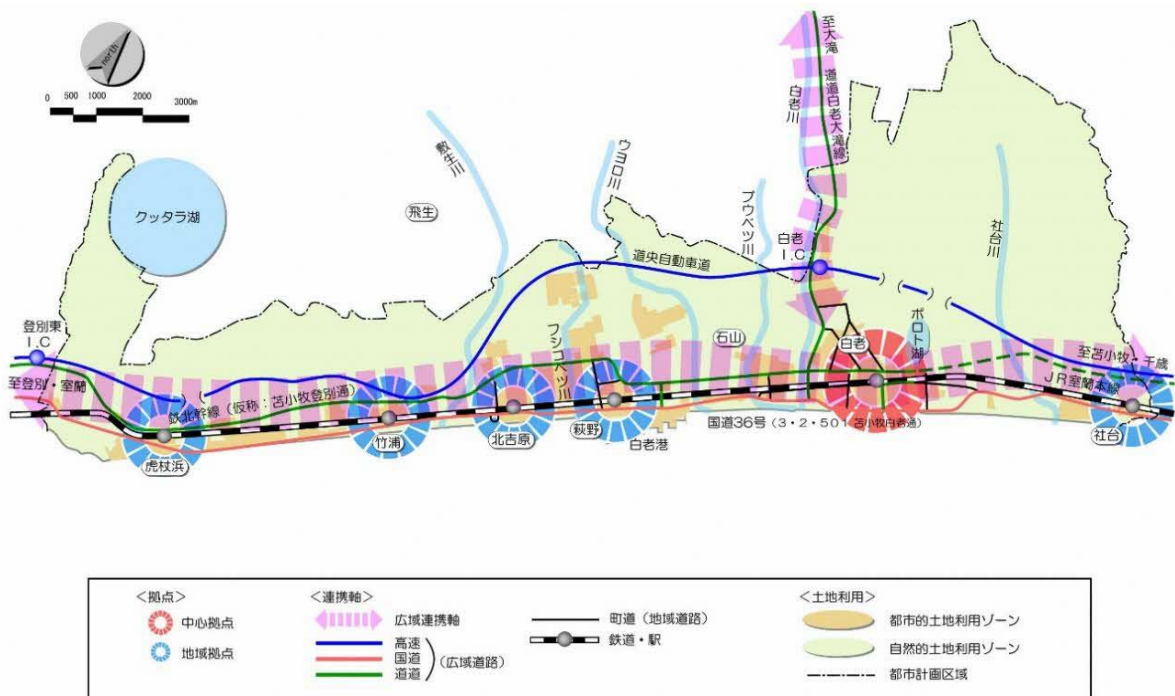 north
0 500 1000 2000 3000m
至大滝
道道白老大滝線
白老川
敷生川
ウヨロ川
ブウベツ川
社台川
クッタラ湖
飛生
白老
I.C
道央自動車道
登別東
I.C
フシコベツ川
石山
白老
ポロト湖
至登別・室蘭
鉄北幹線（仮称：苫小牧登別通）
至苫小牧・千歳
JR室蘭本線
虎杖浜
竹浦
北吉原
萩野
白老港
国道36号（3・2・501 苫小牧白老通）
社台
＜拠点＞
中心拠点
地域拠点
＜連携軸＞
広域連携軸
高速
国道
道道
（広域道路）
町道（地域道路）
鉄道・駅
＜土地利用＞
都市的土地利用ゾーン
自然的土地利用ゾーン
都市計画区域